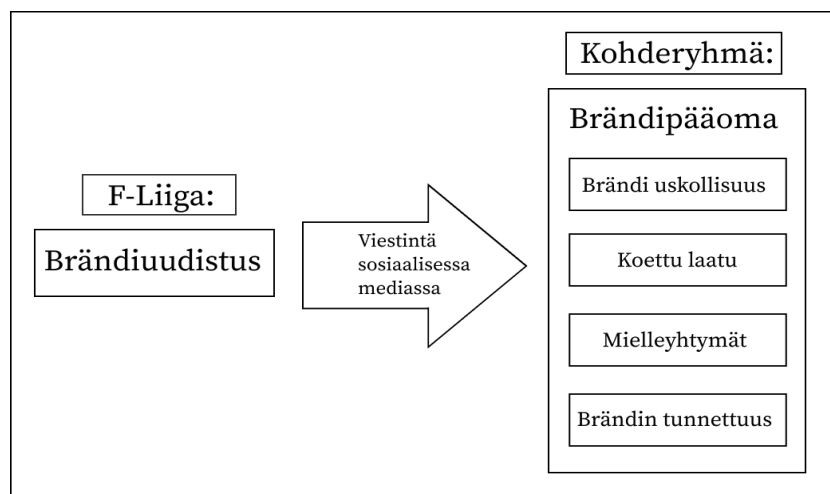 F-Liiga:
Brändiuudistus
Viestintä
sosiaalisessa
mediassa
Kohderyhmä:
Brändipääoma
Brändi uskollisuus
Koettu laatu
Mielleyhtymät
Brändin tunnettuus